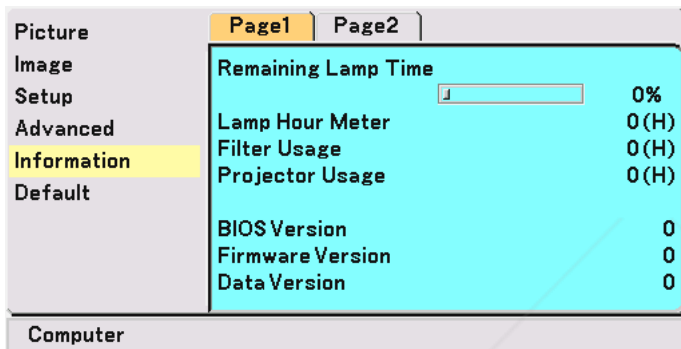 Picture
Image
Setup
Advanced
Information
Default
Page1 Page2
Remaining Lamp Time
0%
Lamp Hour Meter 0(H)
Filter Usage 0(H)
Projector Usage 0(H)
BIOS Version 0
Firmware Version 0
Data Version 0
Computer